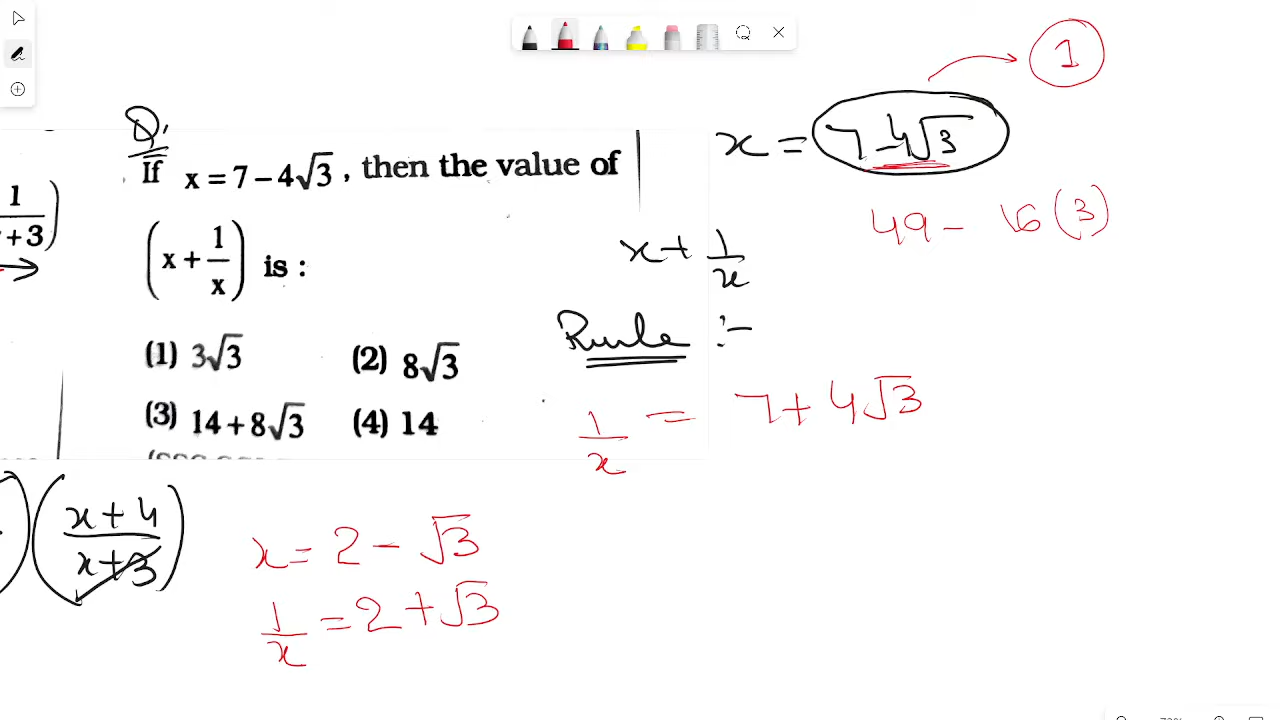 1
x = 7 - 4√3
49 - 16(3)
Q.
If x = 7 – 4√3 , then the value of
(x + 1/x) is :
(1) 3√3 (2) 8√3
(3) 14 + 8√3 (4) 14
1
+ 3)
x + 1/x
Rule :-
1/x = 7 + 4√3
(x + 4 / x + 3)
x = 2 - √3
1/x = 2 + √3